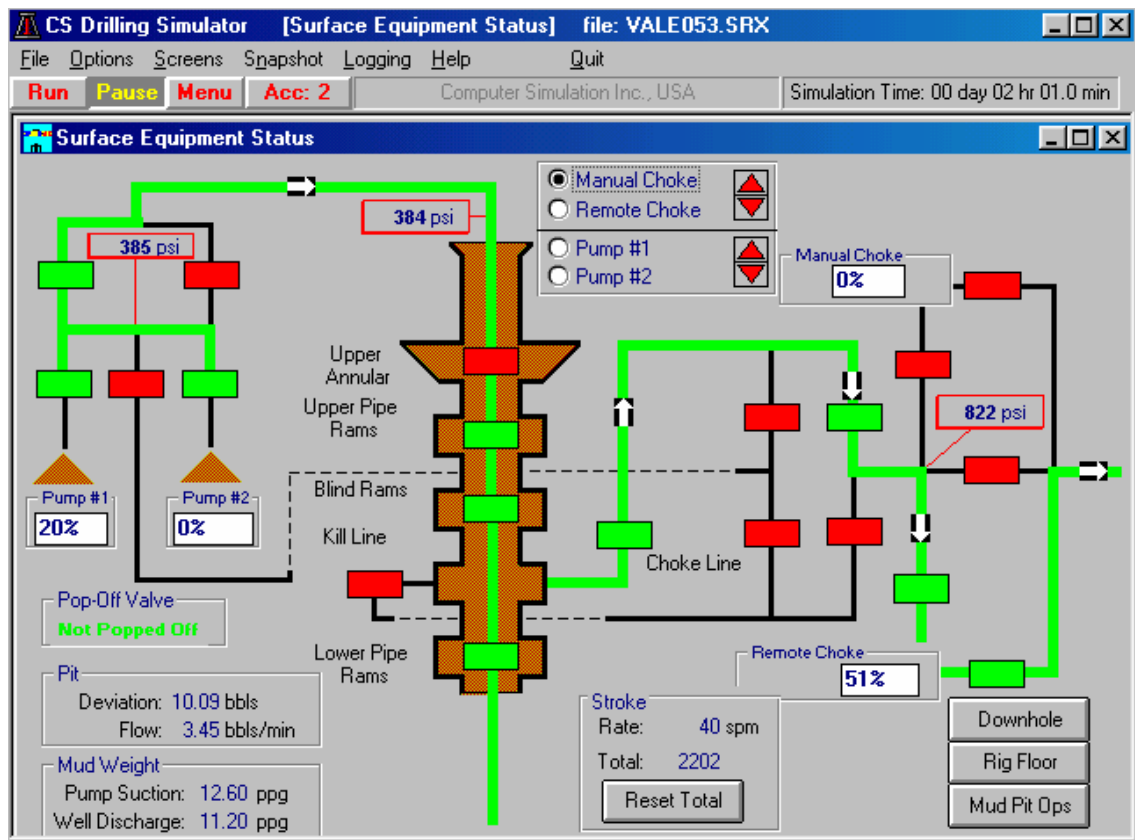 CS Drilling Simulator [Surface Equipment Status] file: VALE053.SRX
File Options Screens Snapshot Logging Help Quit
Run Pause Menu Acc: 2 Computer Simulation Inc., USA Simulation Time: 00 day 02 hr 01.0 min
Surface Equipment Status
Manual Choke
Remote Choke
Pump #1
Pump #2
384 psi
385 psi
Manual Choke
0%
Upper
Annular
Upper Pipe
Rams
822 psi
Blind Rams
Kill Line
Choke Line
Pump #1
20%
Pump #2
0%
Pop-Off Valve
Not Popped Off
Lower Pipe
Rams
Remote Choke
51%
Pit
Deviation: 10.09 bbls
Flow: 3.45 bbls/min
Stroke
Rate: 40 spm
Total: 2202
Reset Total
Downhole
Rig Floor
Mud Pit Ops
Mud Weight
Pump Suction: 12.60 ppg
Well Discharge: 11.20 ppg